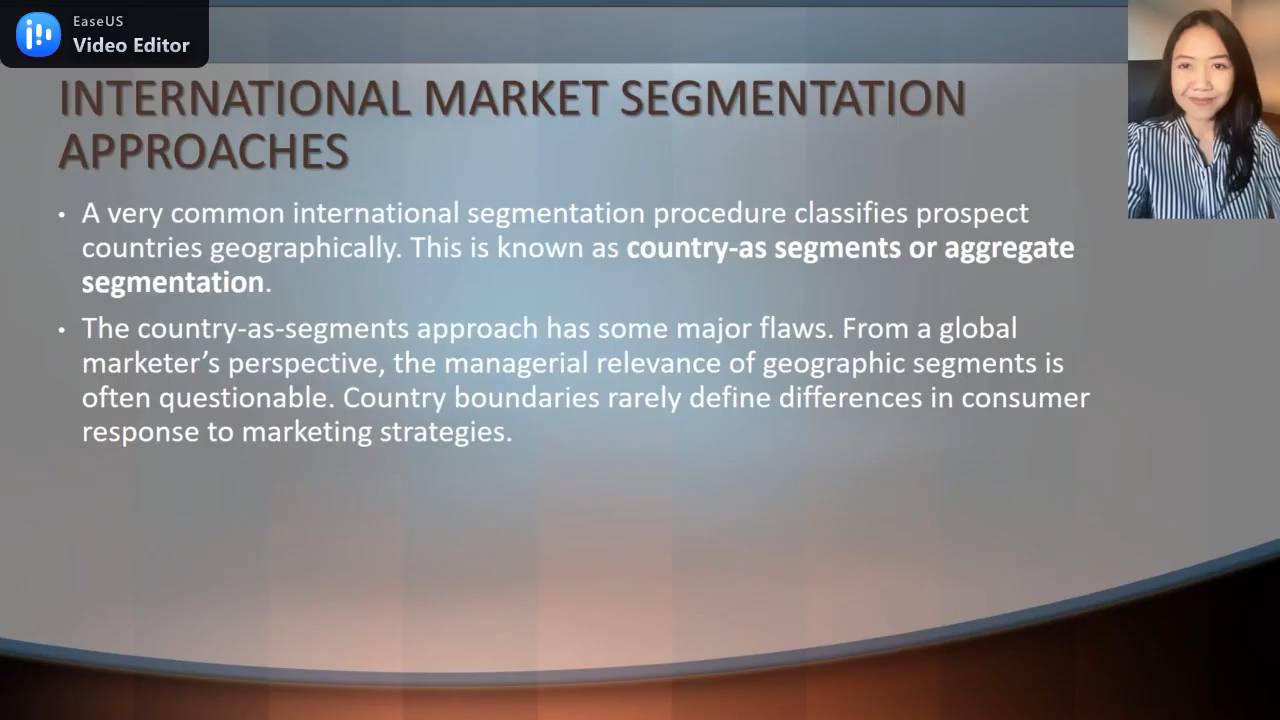 EaseUS
Video Editor
INTERNATIONAL MARKET SEGMENTATION
APPROACHES
• A very common international segmentation procedure classifies prospect
countries geographically. This is known as country-as segments or aggregate
segmentation.
• The country-as-segments approach has some major flaws. From a global
marketer’s perspective, the managerial relevance of geographic segments is
often questionable. Country boundaries rarely define differences in consumer
response to marketing strategies.